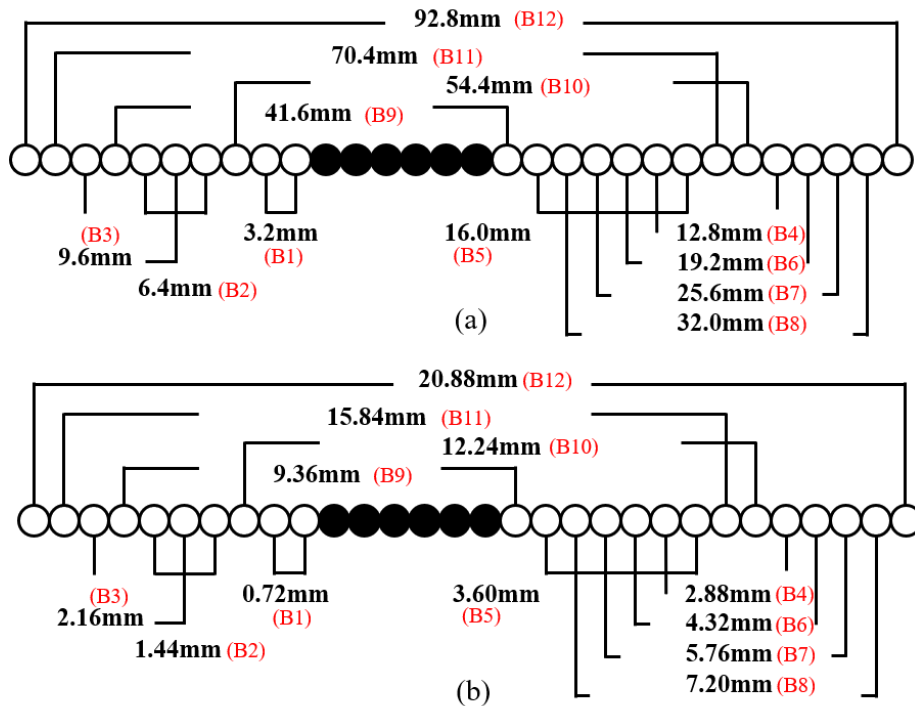 92.8mm (B12)
70.4mm (B11)
54.4mm (B10)
41.6mm (B9)
(B3)
9.6mm
3.2mm
(B1)
6.4mm (B2)
16.0mm
(B5)
12.8mm (B4)
19.2mm (B6)
25.6mm (B7)
32.0mm (B8)
(a)
20.88mm (B12)
15.84mm (B11)
12.24mm (B10)
9.36mm (B9)
(B3)
2.16mm
0.72mm
(B1)
1.44mm (B2)
3.60mm
(B5)
2.88mm (B4)
4.32mm (B6)
5.76mm (B7)
7.20mm (B8)
(b)